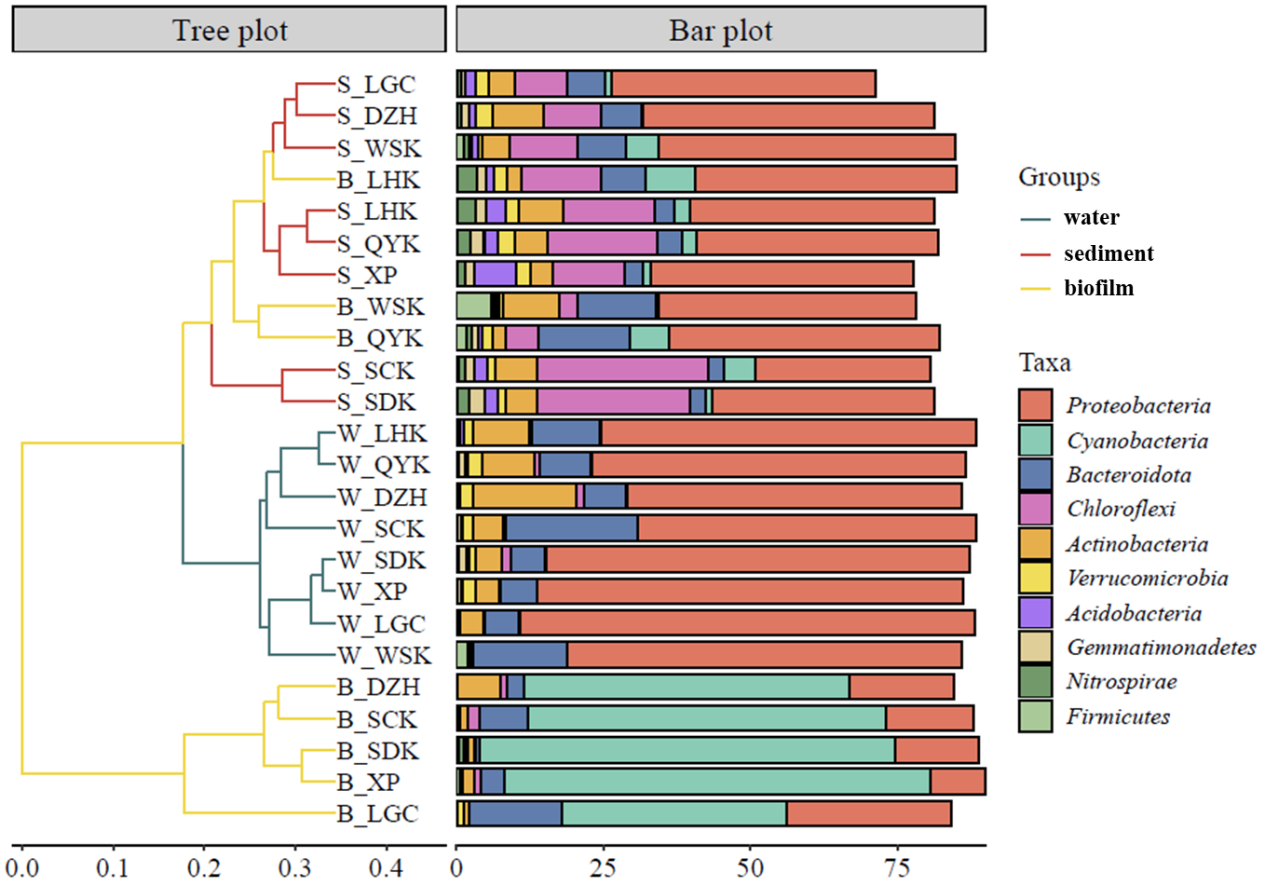 Tree plot
Bar plot
S_LGC
S_DZH
S_WSK
B_LHK
S_LHK
S_QYK
S_XP
B_WSK
B_QYK
S_SCK
S_SDK
W_LHK
W_QYK
W_DZH
W_SCK
W_SDK
W_XP
W_LGC
W_WSK
B_DZH
B_SCK
B_SDK
B_XP
B_LGC
0.0 0.1 0.2 0.3 0.4
0 25 50 75
Groups
water
sediment
biofilm
Taxa
Proteobacteria
Cyanobacteria
Bacteroidota
Chloroflexi
Actinobacteria
Verrucomicrobia
Acidobacteria
Gemmatimonadetes
Nitrospirae
Firmicutes